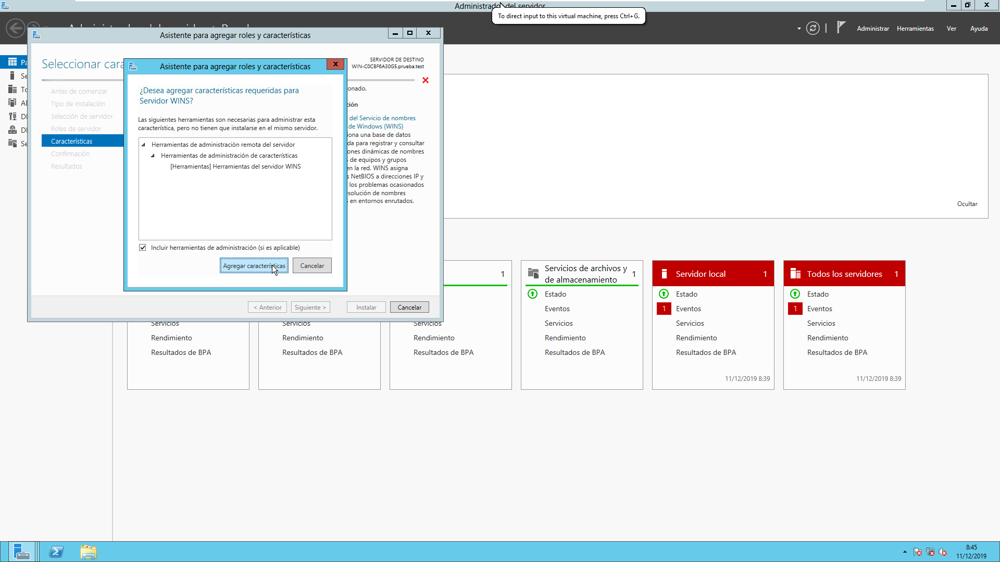 Administrador del servidor
To direct input to this virtual machine, press Ctrl+G.
Administrar
Herramientas
Ver
Ayuda
Asistente para agregar roles y características
Seleccionar cara
SERVIDOR DE DESTINO
WIN-C0CBF6A30G5.prueba.test
Antes de comenzar
Tipo de instalación
Selección de servidor
Roles de servidor
Características
Confirmación
Resultados
Asistente para agregar roles y características
¿Desea agregar características requeridas para
Servidor WINS?
Las siguientes herramientas son necesarias para administrar esta
característica, pero no tienen que instalarse en el mismo servidor.
Herramientas de administración remota del servidor
Herramientas de administración de características
[Herramientas] Herramientas del servidor WINS
Incluir herramientas de administración (si es aplicable)
Agregar características
Cancelar
onado.
ción
del Servicio de nombres
de Windows (WINS)
iona una base de datos
da para registrar y consultar
ones dinámicas de nombres
de equipos y grupos
en la red. WINS asigna
s NetBIOS a direcciones IP y
los problemas ocasionados
esolución de nombres
en entornos enrutados.
< Anterior
Siguiente >
Instalar
Cancelar
Pa
Se
To
AD
Se
Ocultar
Servicios
Rendimiento
Resultados de BPA
Servicios
Rendimiento
Resultados de BPA
1
Servicios
Rendimiento
Resultados de BPA
Servicios de archivos y
de almacenamiento
1
Estado
Eventos
Servicios
Rendimiento
Resultados de BPA
Servidor local
1
Estado
1
Eventos
Servicios
Rendimiento
Resultados de BPA
11/12/2019 8:39
Todos los servidores
1
Estado
1
Eventos
Servicios
Rendimiento
Resultados de BPA
11/12/2019 8:39
8:45
11/12/2019